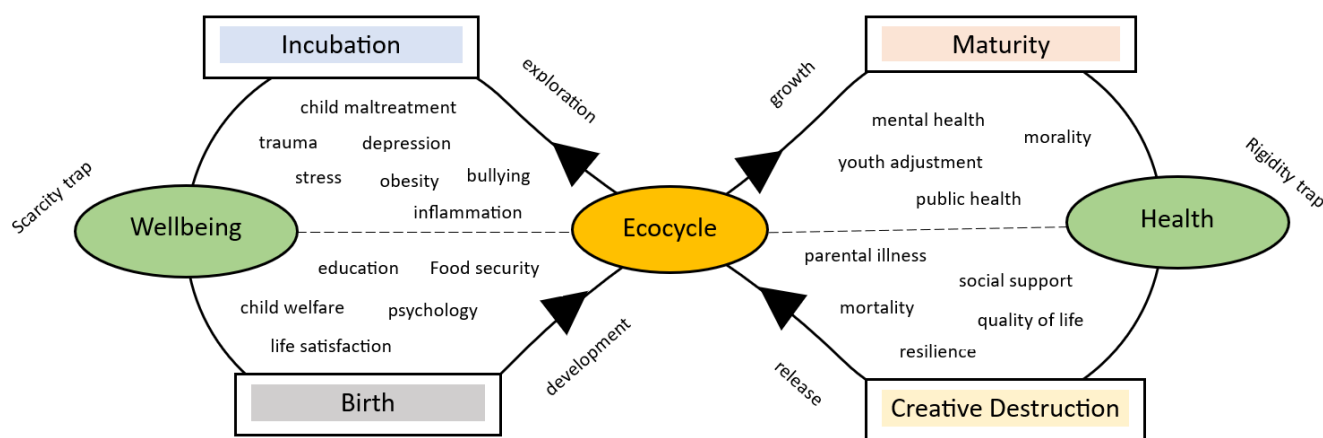 Incubation
Maturity
exploration
growth
child maltreatment
trauma
depression
stress
obesity
bullying
inflammation
mental health
morality
youth adjustment
public health
Scarcity trap
Rigidity trap
Wellbeing
Ecocycle
Health
education
Food security
child welfare
psychology
life satisfaction
parental illness
social support
mortality
quality of life
resilience
development
release
Birth
Creative Destruction